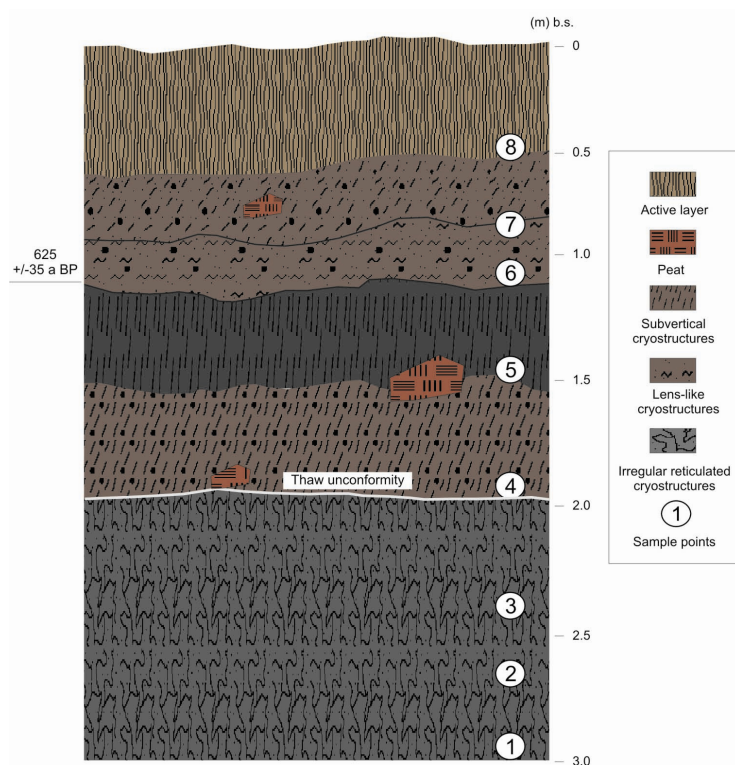 (m) b.s.
0
0.5
1.0
1.5
2.0
2.5
3.0
625
+/-35 a BP
8
7
6
5
4
3
2
1
Thaw unconformity
Active layer
Peat
Subvertical
cryostructures
Lens-like
cryostructures
Irregular reticulated
cryostructures
1
Sample points